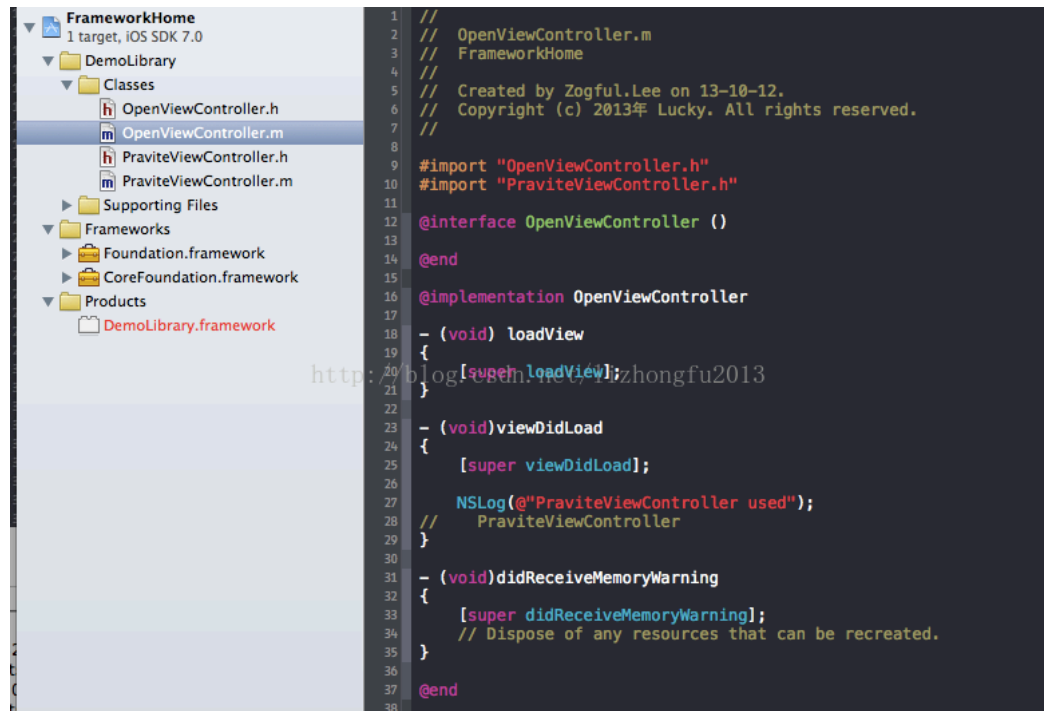 FrameworkHome
1 target, iOS SDK 7.0
DemoLibrary
Classes
OpenViewController.h
OpenViewController.m
PraviteViewController.h
PraviteViewController.m
Supporting Files
Frameworks
Foundation.framework
CoreFoundation.framework
Products
DemoLibrary.framework
1 //
2 //  OpenViewController.m
3 //  FrameworkHome
4 //
5 //  Created by Zogful.Lee on 13-10-12.
6 //  Copyright (c) 2013年 Lucky. All rights reserved.
7 //
8
9 #import "OpenViewController.h"
10 #import "PraviteViewController.h"
11
12 @interface OpenViewController ()
13
14 @end
15
16 @implementation OpenViewController
17
18 - (void) loadView
19 {
20     [super loadView];
21 }
22
23 - (void)viewDidLoad
24 {
25     [super viewDidLoad];
26
27     NSLog(@"PraviteViewController used");
28 //    PraviteViewController
29 }
30
31 - (void)didReceiveMemoryWarning
32 {
33     [super didReceiveMemoryWarning];
34     // Dispose of any resources that can be recreated.
35 }
36
37 @end
38
http://blog.csdn.net/lizhongfu2013